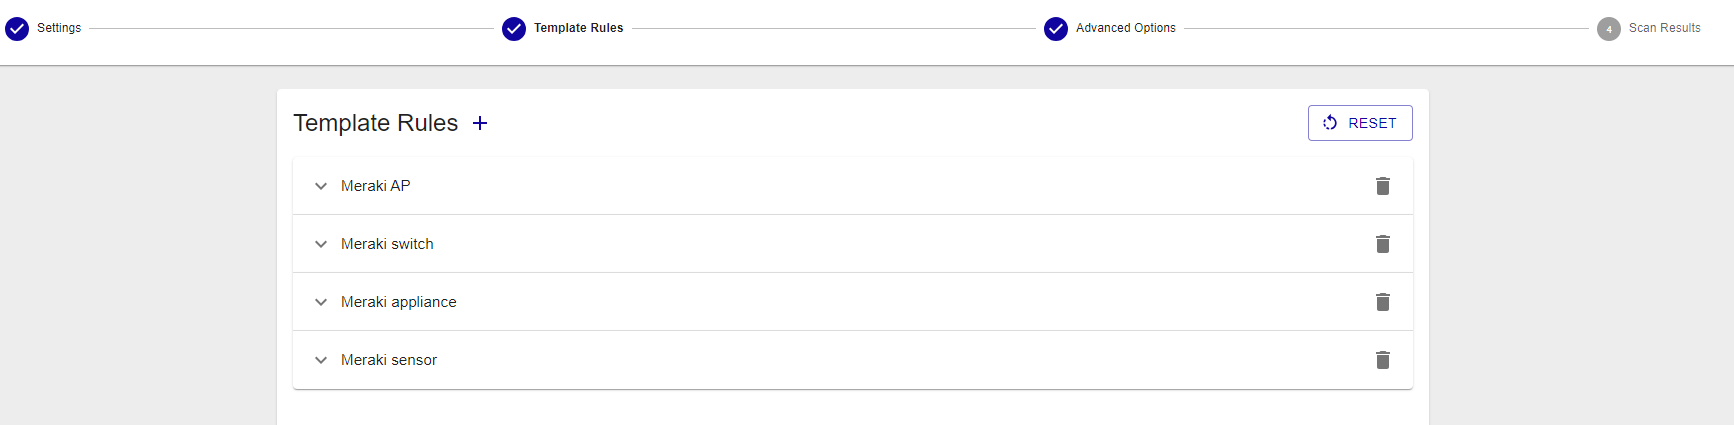 Settings
Template Rules
Advanced Options
4
Scan Results
Template Rules
RESET
Meraki AP
Meraki switch
Meraki appliance
Meraki sensor